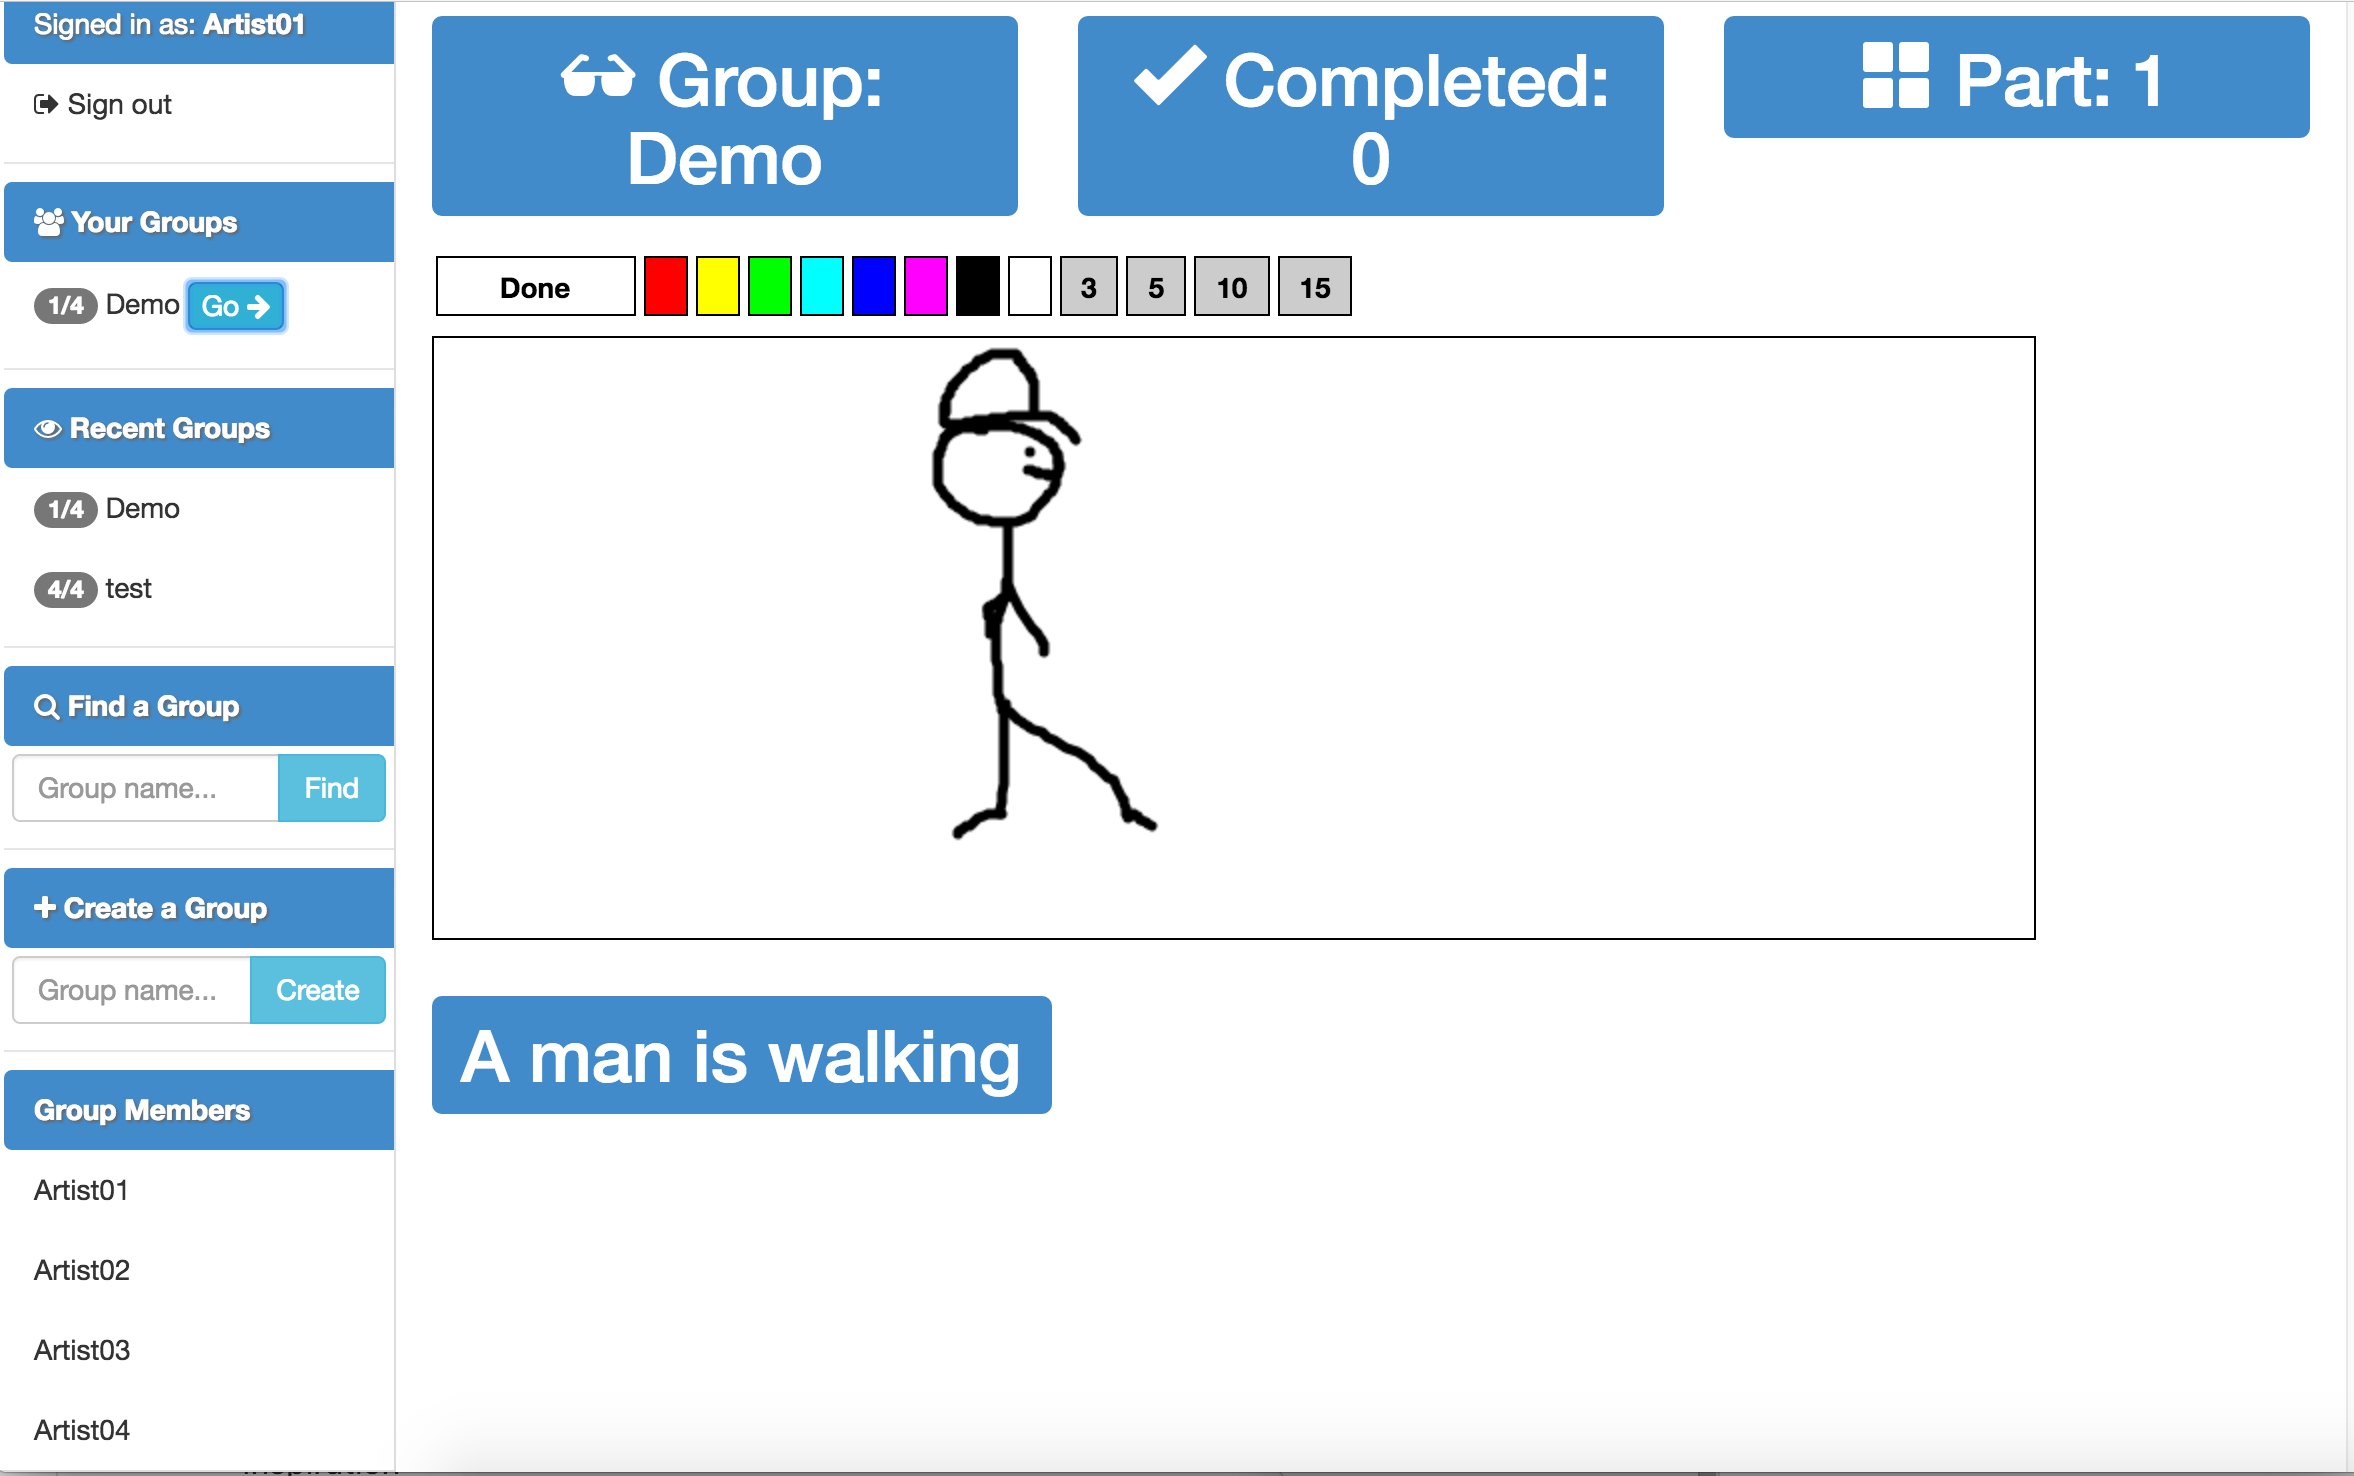 Signed in as: Artist01
Sign out
Your Groups
1/4 Demo Go
Recent Groups
1/4 Demo
4/4 test
Find a Group
Group name... Find
Create a Group
Group name... Create
Group Members
Artist01
Artist02
Artist03
Artist04
Group:
Demo
Completed:
0
Part: 1
Done 3 5 10 15
A man is walking